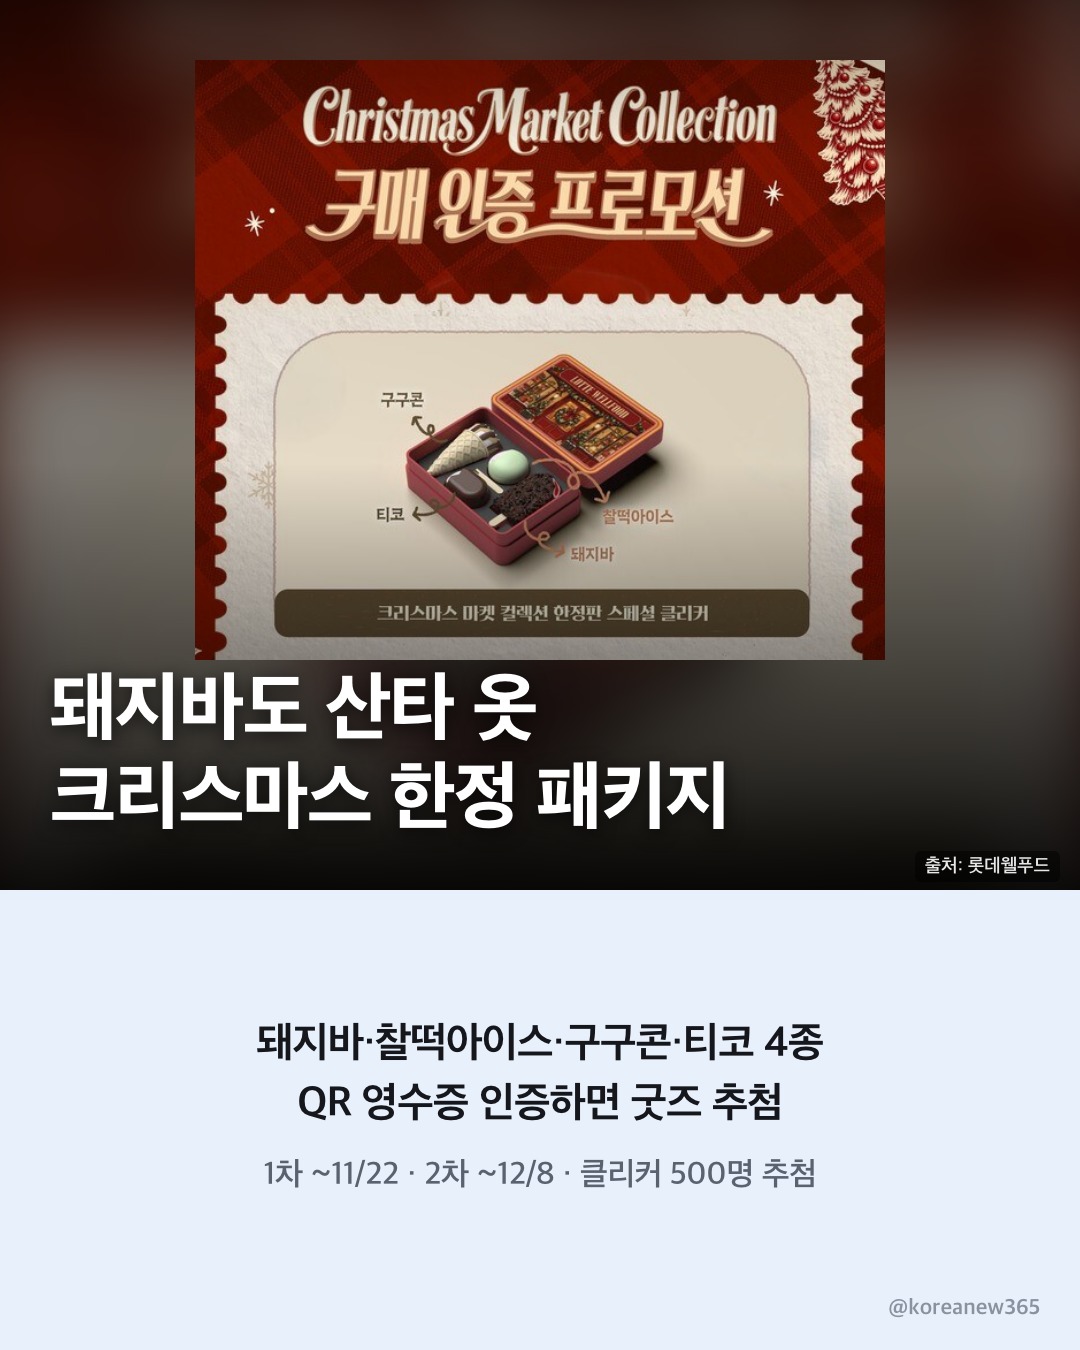 Christmas Market Collection
구매 인증 프로모션
LOTTE WELLFOOD
구구콘
티코
찰떡아이스
돼지바
크리스마스 마켓 컬렉션 한정판 스페셜 클리커
돼지바도 산타 옷
크리스마스 한정 패키지
출처: 롯데웰푸드
돼지바·찰떡아이스·구구콘·티코 4종
QR 영수증 인증하면 굿즈 추첨
1차 ~11/22 · 2차 ~12/8 · 클리커 500명 추첨
@koreanew365